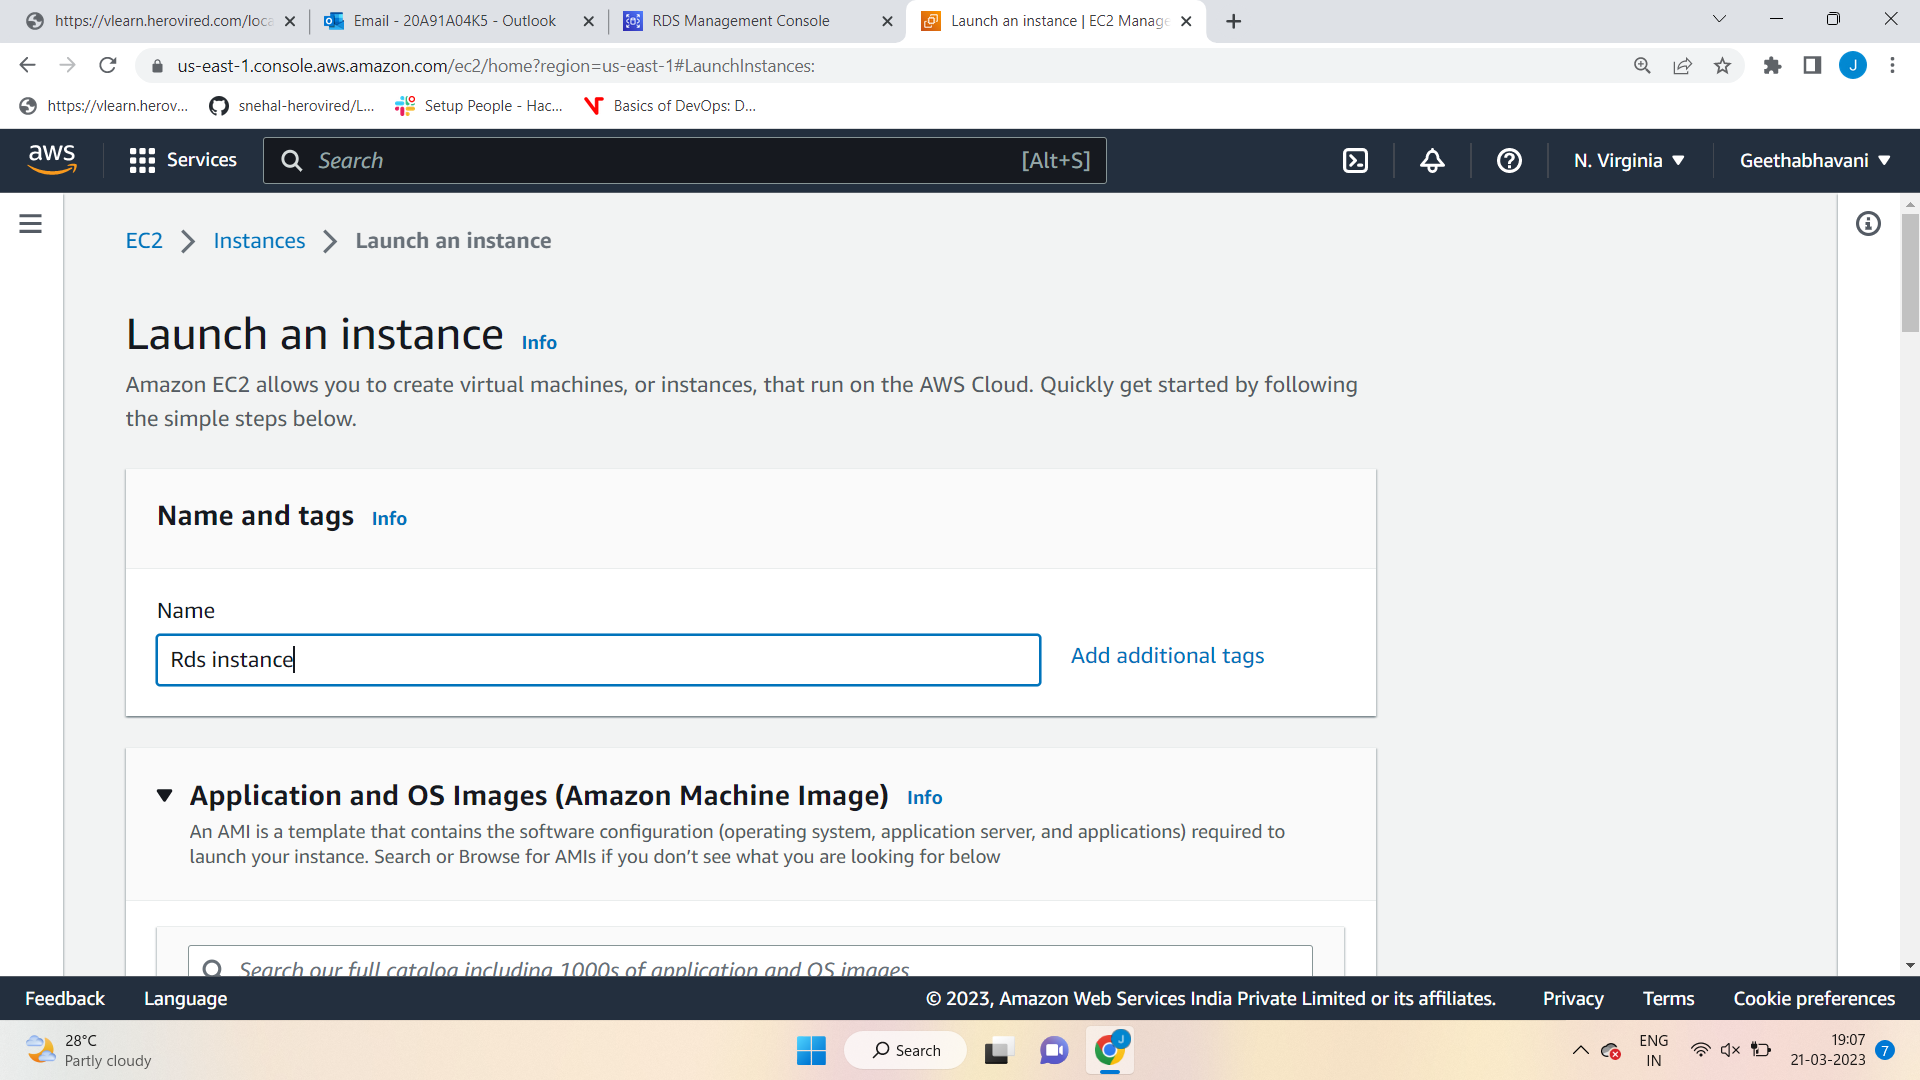 https://vlearn.herovired.com/loca
Email - 20A91A04K5 - Outlook
RDS Management Console
Launch an instance | EC2 Manage
us-east-1.console.aws.amazon.com/ec2/home?region=us-east-1#LaunchInstances:
J
https://vlearn.herov...
snehal-herovired/L...
Setup People - Hac...
Basics of DevOps: D...
aws
Services
Search
[Alt+S]
N. Virginia
Geethabhavani
EC2
Instances
Launch an instance
Launch an instance Info
Amazon EC2 allows you to create virtual machines, or instances, that run on the AWS Cloud. Quickly get started by following
the simple steps below.
Name and tags Info
Name
Rds instance
Add additional tags
Application and OS Images (Amazon Machine Image) Info
An AMI is a template that contains the software configuration (operating system, application server, and applications) required to
launch your instance. Search or Browse for AMIs if you don’t see what you are looking for below
Search our full catalog including 1000s of application and OS images
Feedback
Language
© 2023, Amazon Web Services India Private Limited or its affiliates.
Privacy
Terms
Cookie preferences
28°C
Partly cloudy
Search
J
ENG
IN
19:07
21-03-2023
7